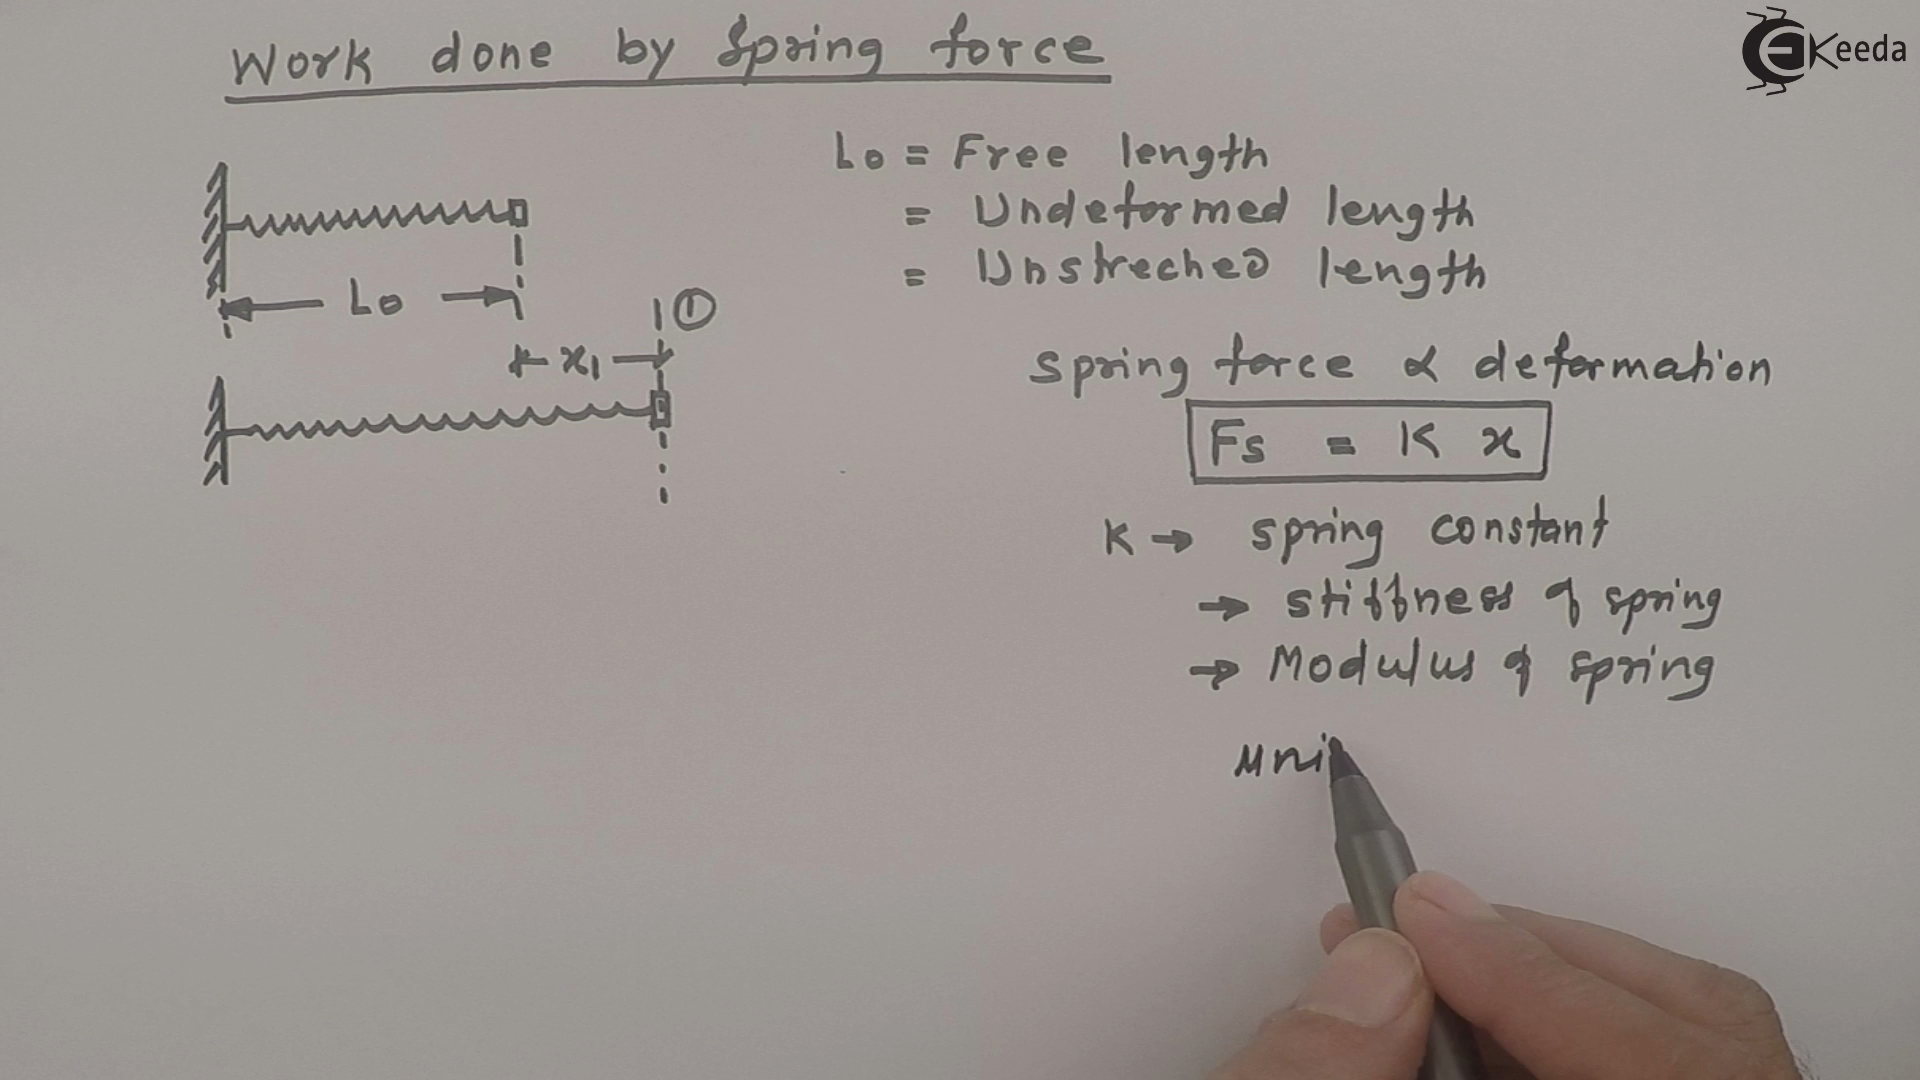 Work done by Spring force
EKeeda
Lo = Free length
= Undeformed length
= Unstreched length
Lo
1
x1
Spring force ∝ deformation
Fs = K x
K → spring constant
→ stiffness of spring
→ Modulus of spring
uni